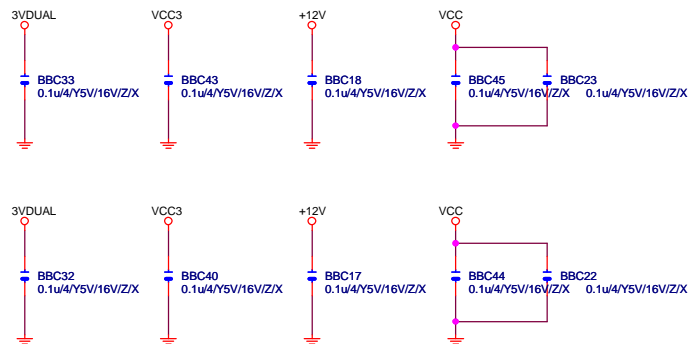 3VDUAL VCC3 +12V VCC
BBC33 BBC43 BBC18 BBC45 BBC23
0.1u/4/Y5V/16V/Z/X 0.1u/4/Y5V/16V/Z/X 0.1u/4/Y5V/16V/Z/X 0.1u/4/Y5V/16V/Z/X 0.1u/4/Y5V/16V/Z/X
3VDUAL VCC3 +12V VCC
BBC32 BBC40 BBC17 BBC44 BBC22
0.1u/4/Y5V/16V/Z/X 0.1u/4/Y5V/16V/Z/X 0.1u/4/Y5V/16V/Z/X 0.1u/4/Y5V/16V/Z/X 0.1u/4/Y5V/16V/Z/X